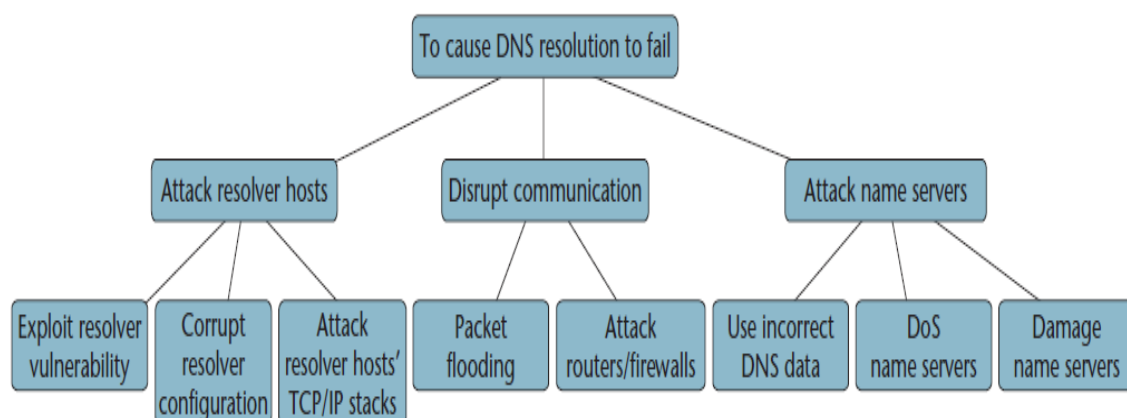 To cause DNS resolution to fail
Attack resolver hosts
Disrupt communication
Attack name servers
Exploit resolver
vulnerability
Corrupt
resolver
configuration
Attack
resolver hosts'
TCP/IP stacks
Packet
flooding
Attack
routers/firewalls
Use incorrect
DNS data
DoS
name servers
Damage
name servers